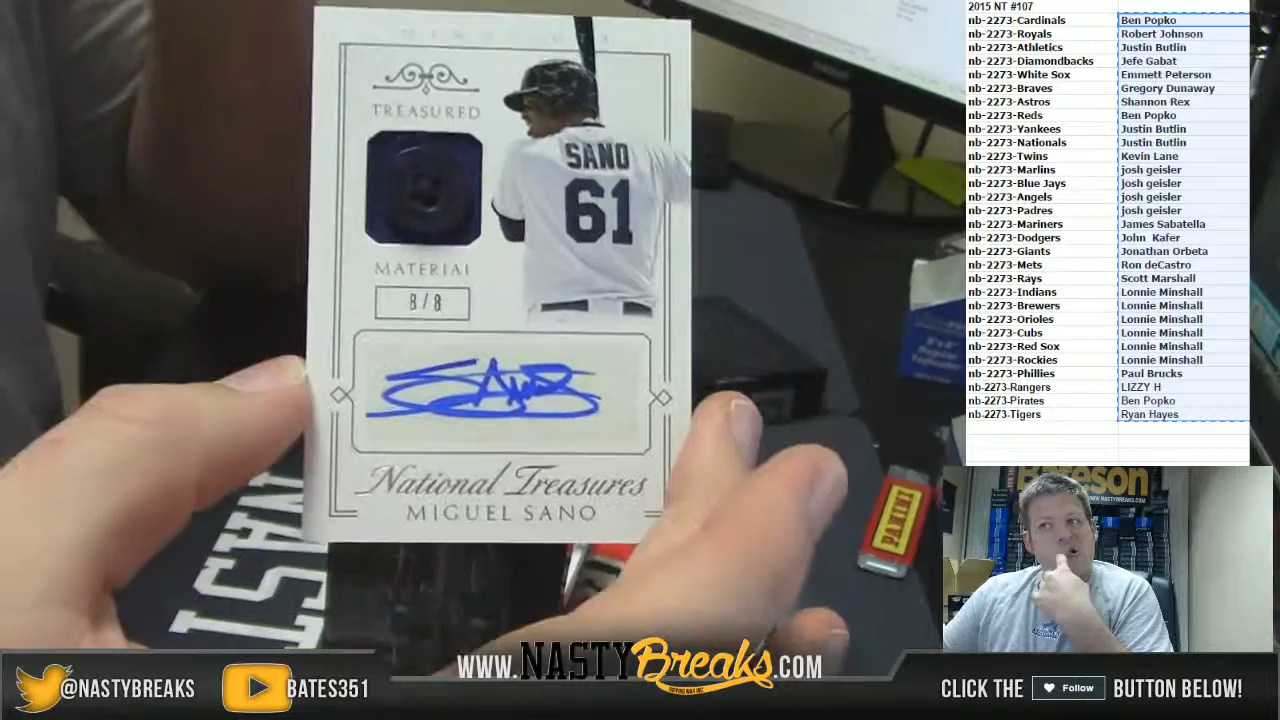 TREASURED
SANO
61
MATERIAL
8/8
National Treasures
MIGUEL SANO
NASTY
PANINI
2015 NT #107
nb-2273-Cardinals Ben Popko
nb-2273-Royals Robert Johnson
nb-2273-Athletics Justin Butlin
nb-2273-Diamondbacks Jefe Gabat
nb-2273-White Sox Emmett Peterson
nb-2273-Braves Gregory Dunaway
nb-2273-Astros Shannon Rex
nb-2273-Reds Ben Popko
nb-2273-Yankees Justin Butlin
nb-2273-Nationals Justin Butlin
nb-2273-Twins Kevin Lane
nb-2273-Marlins josh geisler
nb-2273-Blue Jays josh geisler
nb-2273-Angels josh geisler
nb-2273-Padres josh geisler
nb-2273-Mariners James Sabatella
nb-2273-Dodgers John Kafer
nb-2273-Giants Jonathan Orbeta
nb-2273-Mets Ron deCastro
nb-2273-Rays Scott Marshall
nb-2273-Indians Lonnie Minshall
nb-2273-Brewers Lonnie Minshall
nb-2273-Orioles Lonnie Minshall
nb-2273-Cubs Lonnie Minshall
nb-2273-Red Sox Lonnie Minshall
nb-2273-Rockies Lonnie Minshall
nb-2273-Phillies Paul Brucks
nb-2273-Rangers LIZZY H
nb-2273-Pirates Ben Popko
nb-2273-Tigers Ryan Hayes
Bateson
WWW.NASTYBREAKS.COM
@NASTYBREAKS
BATES351
WWW.NASTYBreaks.COM
RIPPING WAX INC
CLICK THE Follow BUTTON BELOW!